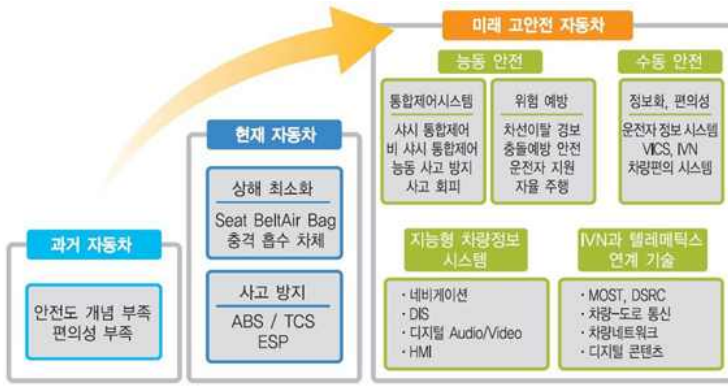 미래 고안전 자동차
능동 안전
통합제어시스템
샤시 통합제어
비 샤시 통합제어
능동 사고 방지
사고 회피
위험 예방
차선이탈 경보
충돌예방 안전
운전자 지원
자율 주행
수동 안전
정보화, 편의성
운전자 정보 시스템
VICS, IVN
차량편의 시스템
지능형 차량정보
시스템
· 네비게이션
· DIS
· 디지털 Audio/Video
· HMI
IVN과 텔레메틱스
연계 기술
· MOST, DSRC
· 차량-도로 통신
· 차량네트워크
· 디지털 콘텐츠
현재 자동차
상해 최소화
Seat BeltAir Bag
충격 흡수 차체
사고 방지
ABS / TCS
ESP
과거 자동차
안전도 개념 부족
편의성 부족